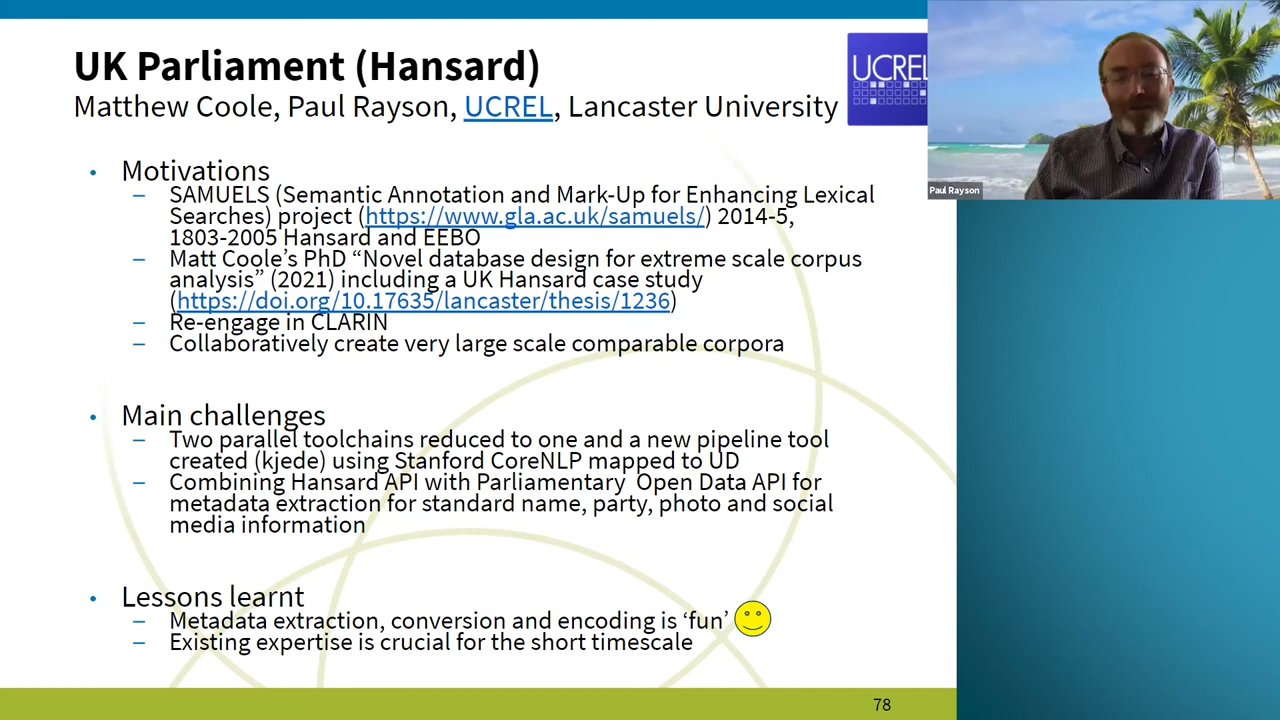 UK Parliament (Hansard)
Matthew Coole, Paul Rayson, UCREL, Lancaster University
UCREL
Paul Rayson
• Motivations
– SAMUELS (Semantic Annotation and Mark-Up for Enhancing Lexical
Searches) project (https://www.gla.ac.uk/samuels/) 2014-5,
1803-2005 Hansard and EEBO
– Matt Coole’s PhD “Novel database design for extreme scale corpus
analysis” (2021) including a UK Hansard case study
(https://doi.org/10.17635/lancaster/thesis/1236)
– Re-engage in CLARIN
– Collaboratively create very large scale comparable corpora
• Main challenges
– Two parallel toolchains reduced to one and a new pipeline tool
created (kjede) using Stanford CoreNLP mapped to UD
– Combining Hansard API with Parliamentary Open Data API for
metadata extraction for standard name, party, photo and social
media information
• Lessons learnt
– Metadata extraction, conversion and encoding is ‘fun’
– Existing expertise is crucial for the short timescale
78